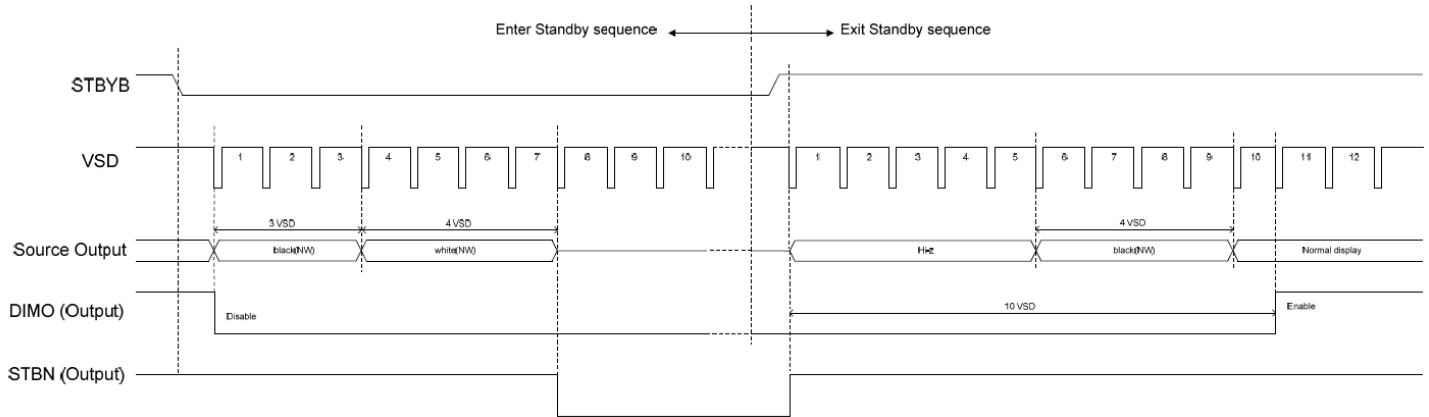 Enter Standby sequence
Exit Standby sequence
STBYB
VSD
1 2 3 4 5 6 7 8 9 10 1 2 3 4 5 6 7 8 9 10 11 12
3 VSD 4 VSD 4 VSD
Source Output
black(NW) white(NW) Hi-z black(NW) Normal display
DIMO (Output)
Disable 10 VSD Enable
STBN (Output)